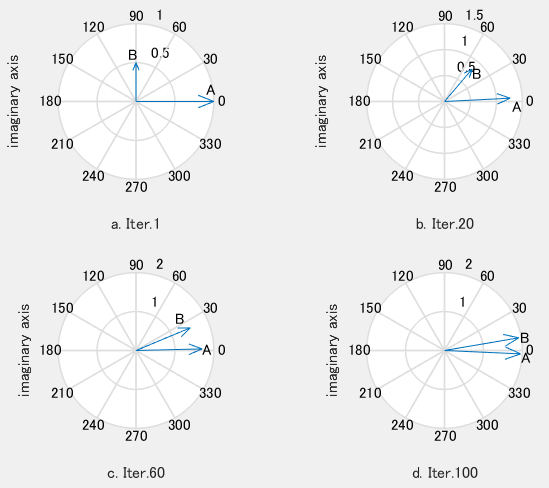 90 1
120 60
0.5
150 30
B
A
180 0
210 330
240 300
270
imaginary axis
a. Iter.1
90 1.5
120 60
1
150 30
0.5
B
A
180 0
210 330
240 300
270
imaginary axis
b. Iter.20
90 2
120 60
1
150 30
B
A
180 0
210 330
240 300
270
imaginary axis
c. Iter.60
90 2
120 60
1
150 30
B
A
180 0
210 330
240 300
270
imaginary axis
d. Iter.100